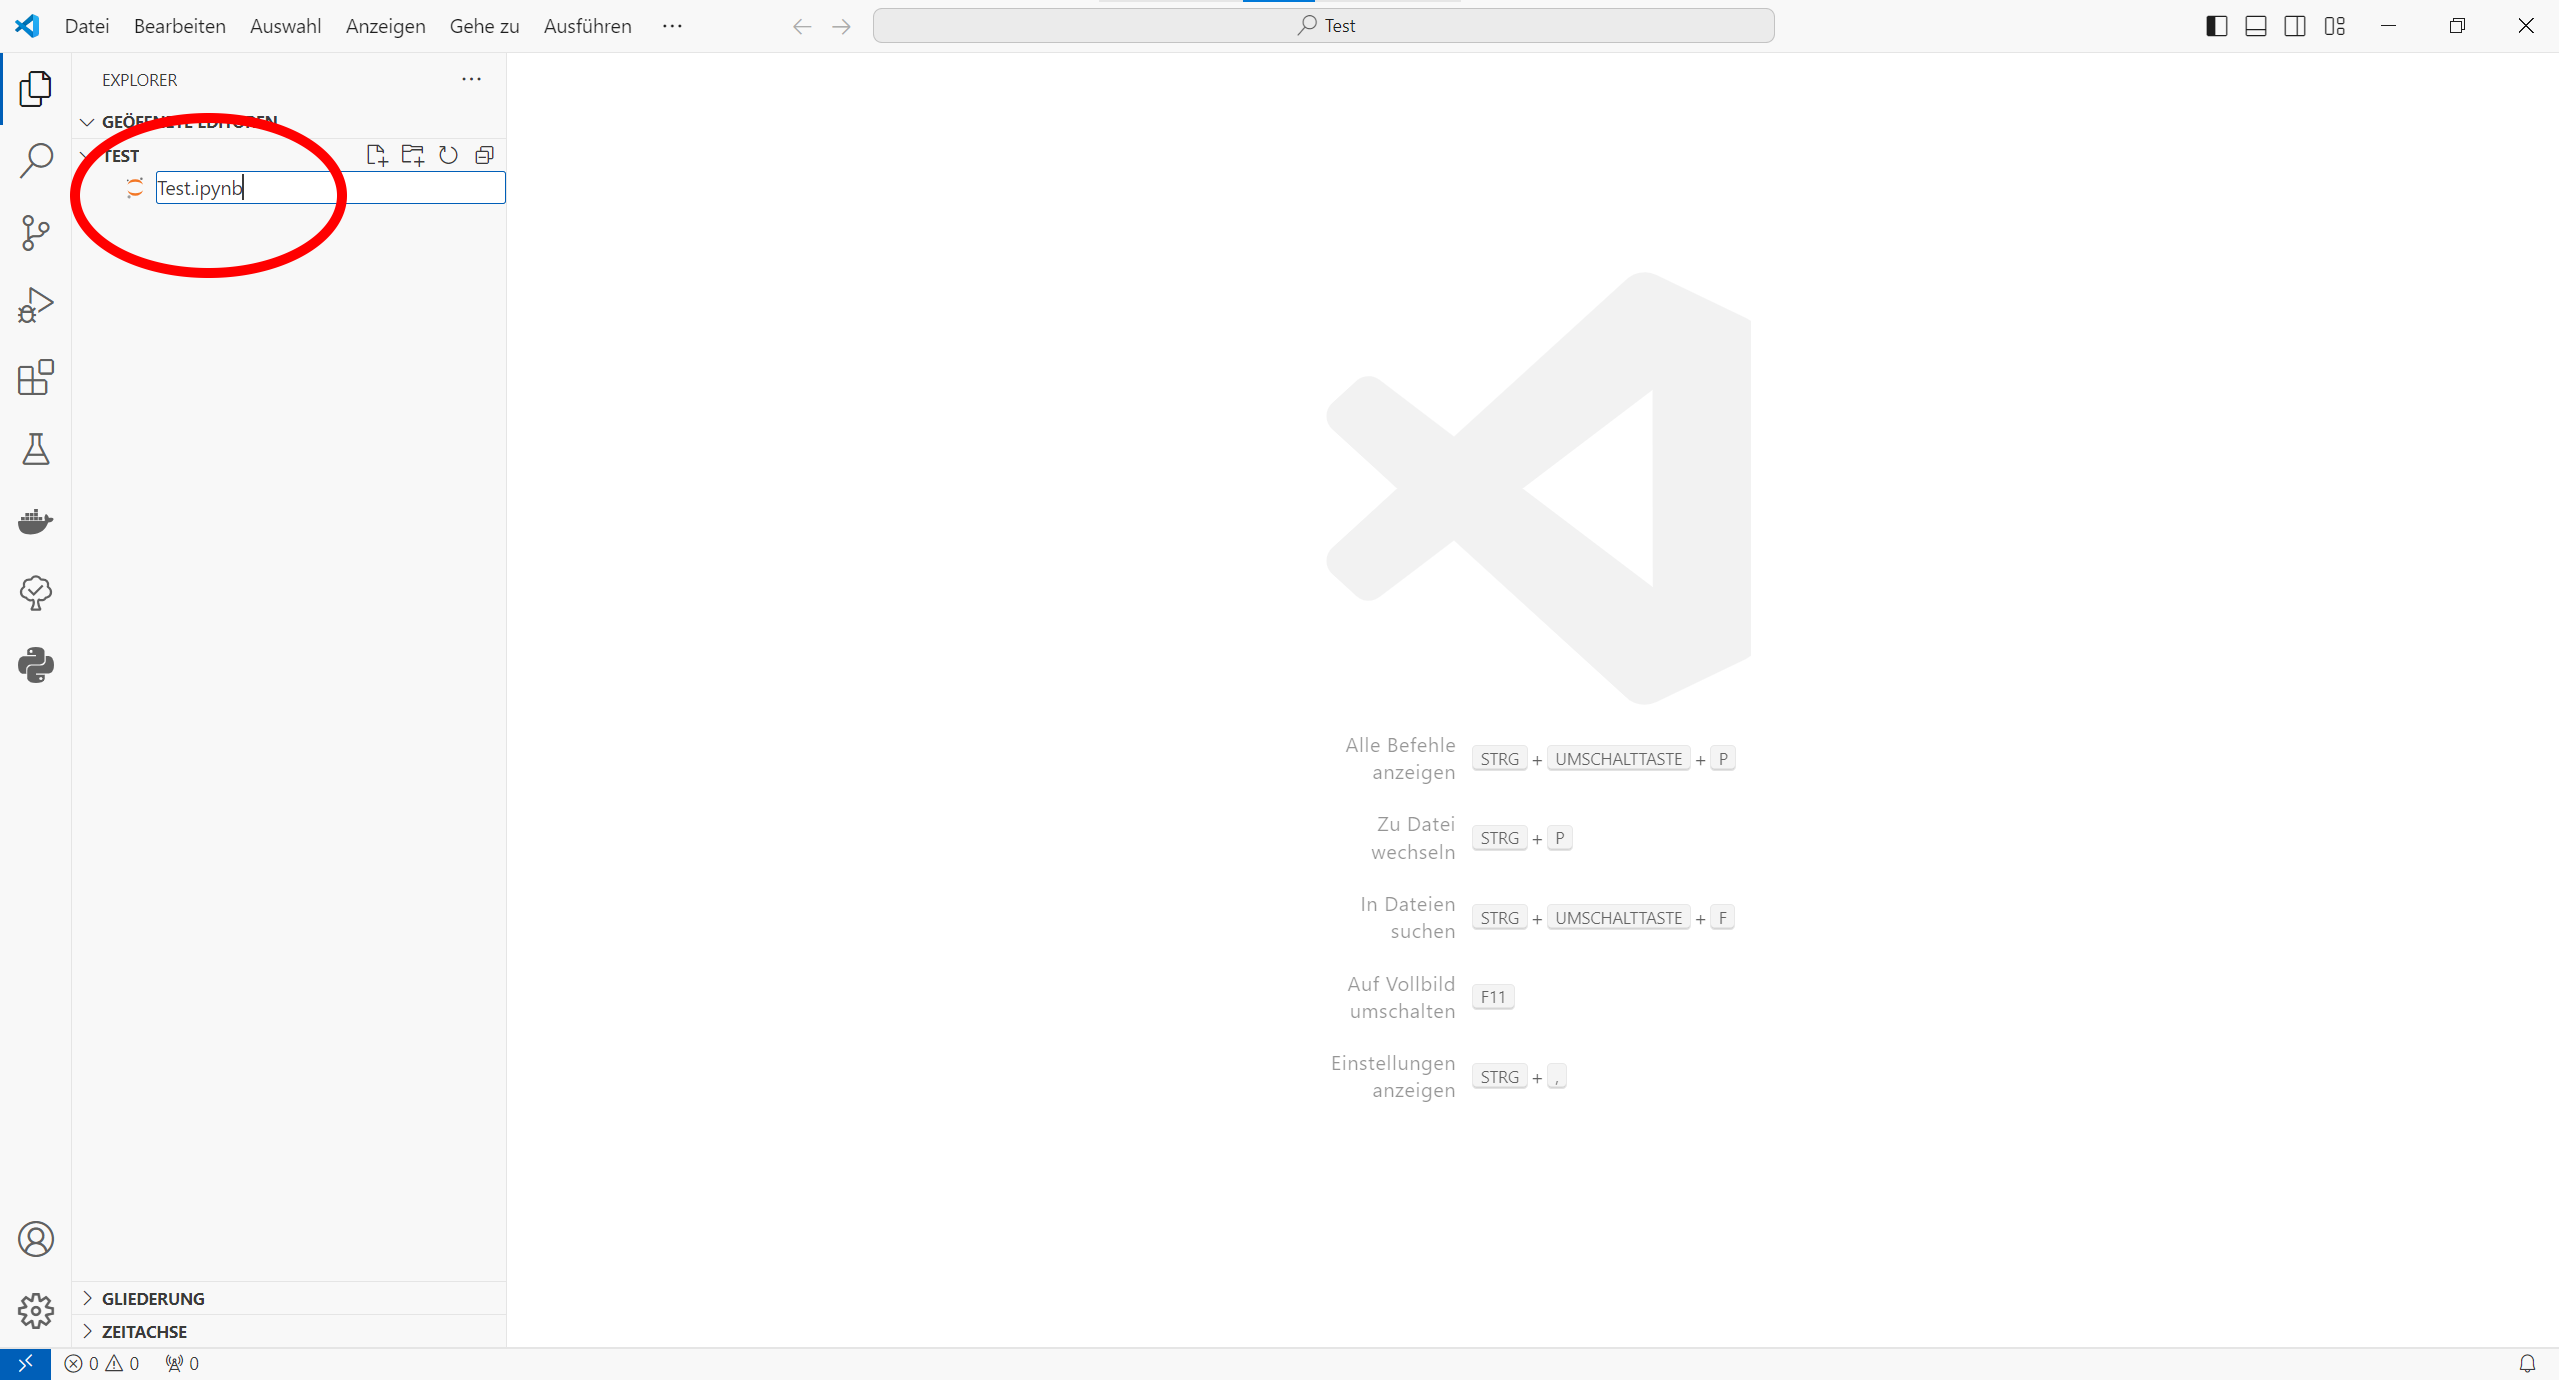 Datei Bearbeiten Auswahl Anzeigen Gehe zu Ausführen ···
Test
EXPLORER
GEÖFFNETE EDITOREN
TEST
Test.ipynb
Alle Befehle
anzeigen
STRG + UMSCHALTTASTE + P
Zu Datei
wechseln
STRG + P
In Dateien
suchen
STRG + UMSCHALTTASTE + F
Auf Vollbild
umschalten
F11
Einstellungen
anzeigen
STRG + ,
GLIEDERUNG
ZEITACHSE
0 0 0